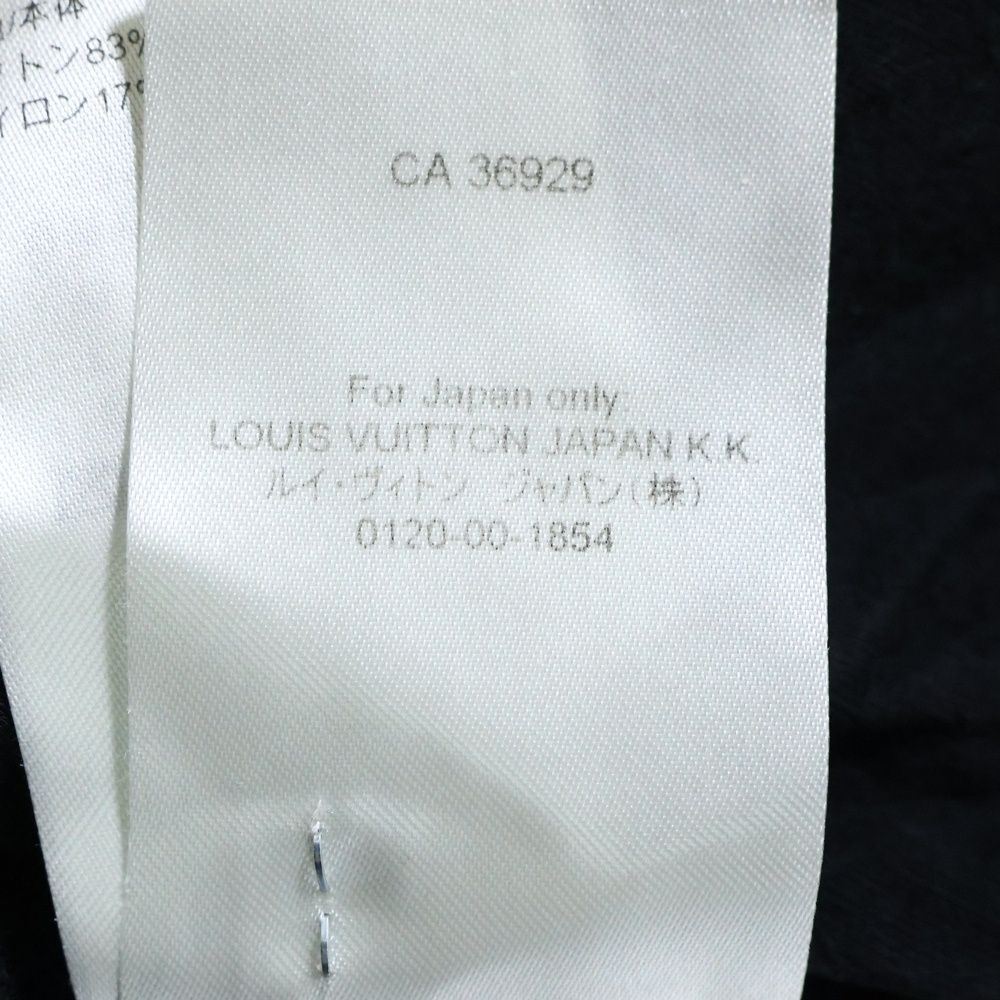 本体
トン83%
ィロン17%
CA 36929
For Japan only:
LOUIS VUITTON JAPAN K.K.
ルイ・ヴィトン ジャパン(株)
0120-00-1854